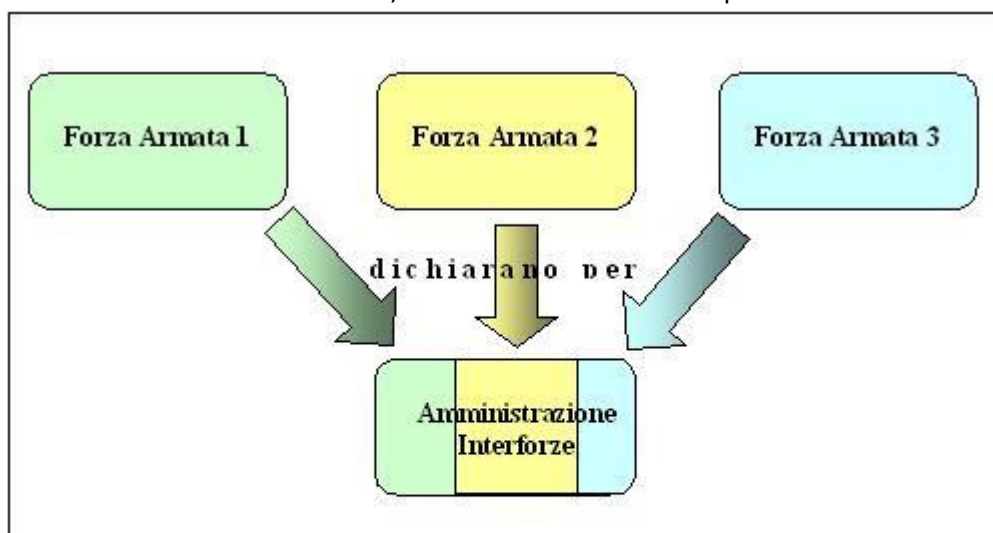 Forza Armata 1
Forza Armata 2
Forza Armata 3
dichiarano per
Amministrazione
Interforze